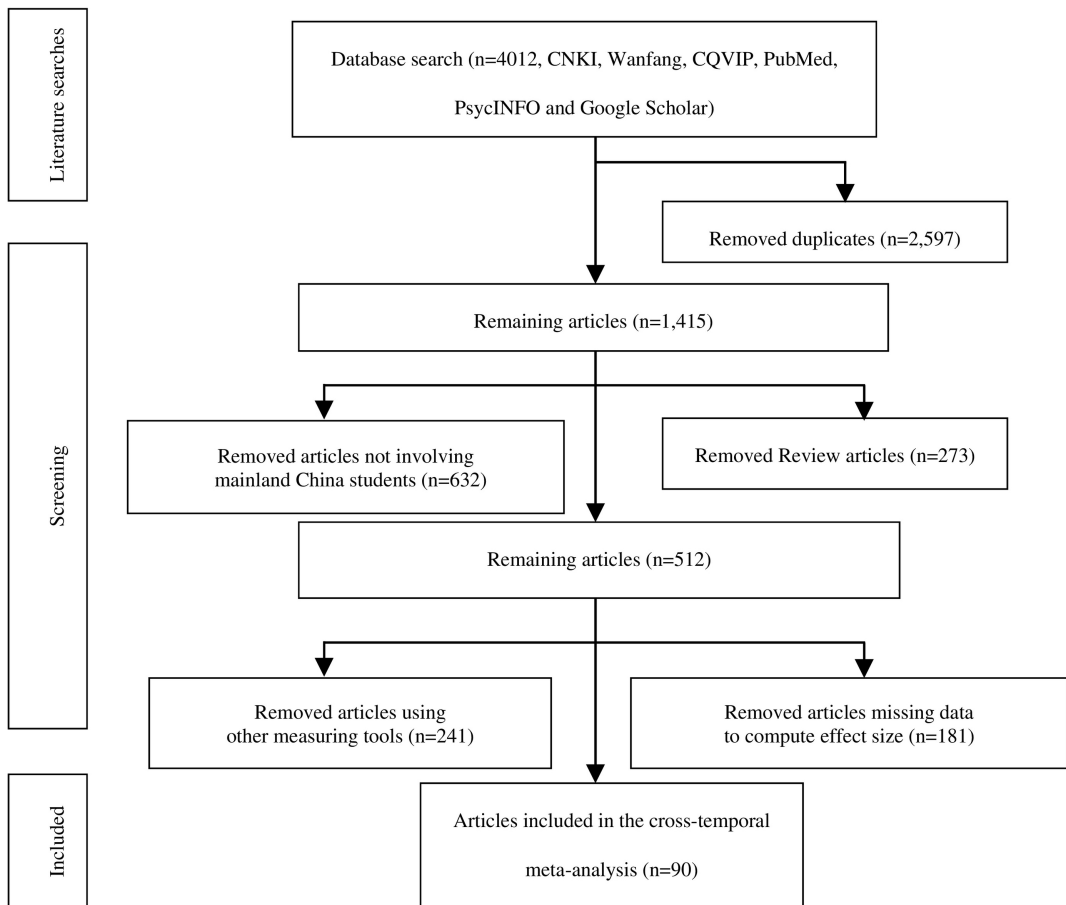 Literature searches
Database search (n=4012, CNKI, Wanfang, CQVIP, PubMed,
PsycINFO and Google Scholar)
Removed duplicates (n=2,597)
Screening
Remaining articles (n=1,415)
Removed articles not involving
mainland China students (n=632)
Removed Review articles (n=273)
Remaining articles (n=512)
Removed articles using
other measuring tools (n=241)
Removed articles missing data
to compute effect size (n=181)
Included
Articles included in the cross-temporal
meta-analysis (n=90)